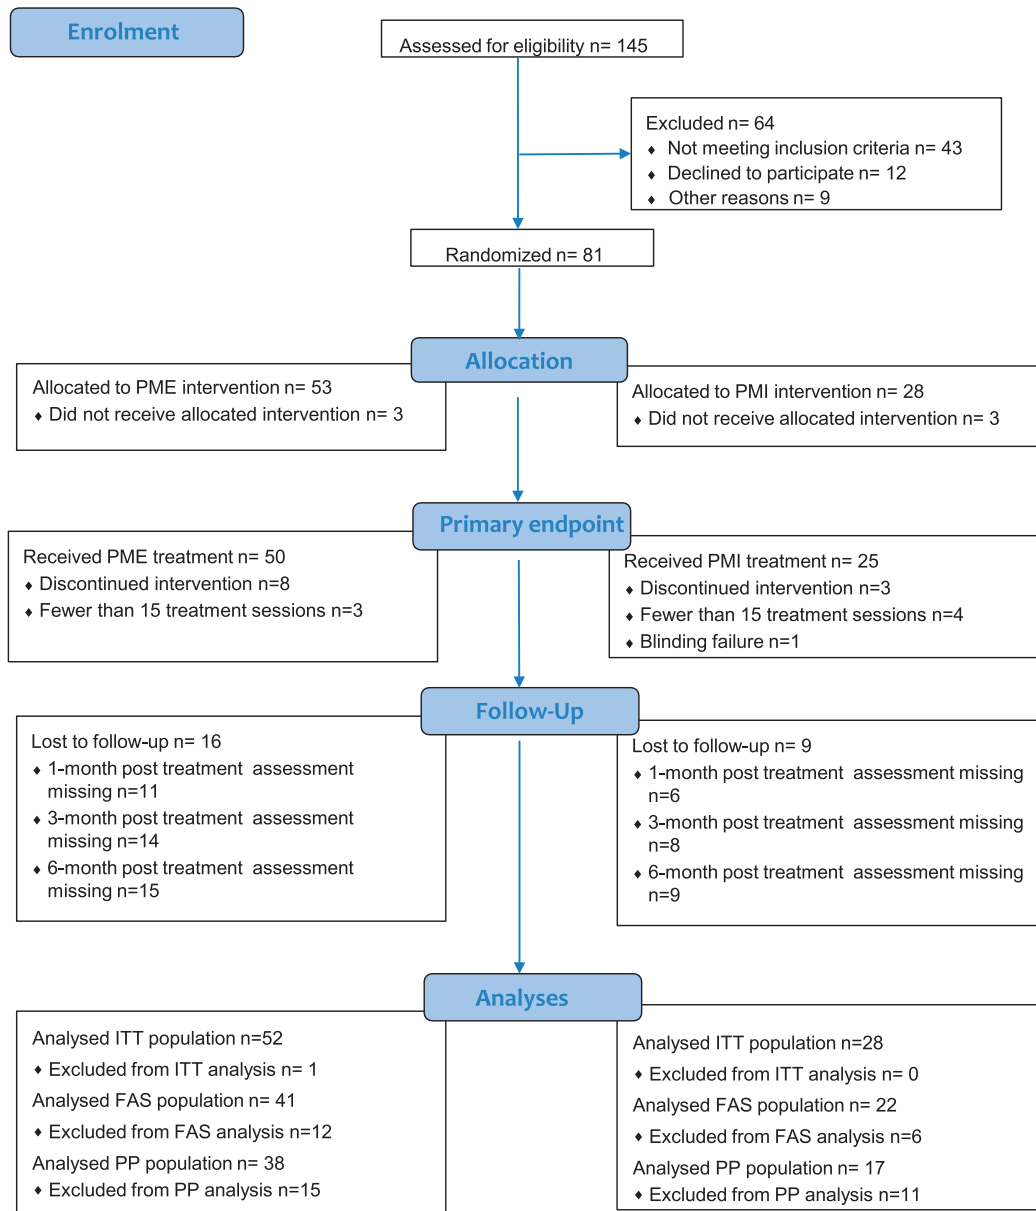 Enrolment
Assessed for eligibility n= 145
Excluded n= 64
♦ Not meeting inclusion criteria n= 43
♦ Declined to participate n= 12
♦ Other reasons n= 9
Randomized n= 81
Allocation
Allocated to PME intervention n= 53
♦ Did not receive allocated intervention n= 3
Allocated to PMI intervention n= 28
♦ Did not receive allocated intervention n= 3
Primary endpoint
Received PME treatment n= 50
♦ Discontinued intervention n=8
♦ Fewer than 15 treatment sessions n=3
Received PMI treatment n= 25
♦ Discontinued intervention n=3
♦ Fewer than 15 treatment sessions n=4
♦ Blinding failure n=1
Follow-Up
Lost to follow-up n= 16
♦ 1-month post treatment assessment
missing n=11
♦ 3-month post treatment assessment
missing n=14
♦ 6-month post treatment assessment
missing n=15
Lost to follow-up n= 9
♦ 1-month post treatment assessment missing
n=6
♦ 3-month post treatment assessment missing
n=8
♦ 6-month post treatment assessment missing
n=9
Analyses
Analysed ITT population n=52
♦ Excluded from ITT analysis n= 1
Analysed FAS population n= 41
♦ Excluded from FAS analysis n=12
Analysed PP population n= 38
♦ Excluded from PP analysis n=15
Analysed ITT population n=28
♦ Excluded from ITT analysis n= 0
Analysed FAS population n= 22
♦ Excluded from FAS analysis n=6
Analysed PP population n= 17
♦ Excluded from PP analysis n=11